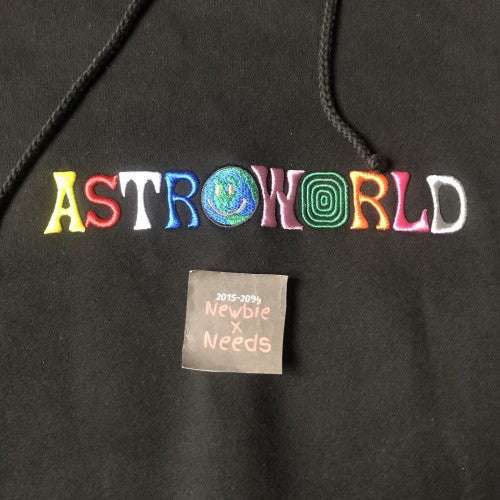 ASTROWORLD
2015-2094
Newbie
x
Needs